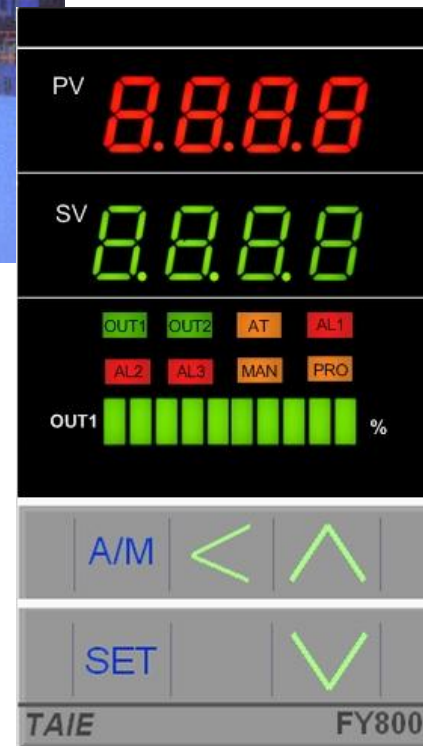 PV 8.8.8.8
SV 8.8.8.8
OUT1 OUT2 AT AL1
AL2 AL3 MAN PRO
OUT1 %
A/M
SET
TAIE FY800